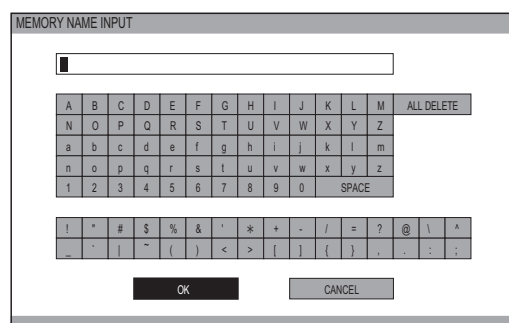 MEMORY NAME INPUT
A B C D E F G H I J K L M ALL DELETE
N O P Q R S T U V W X Y Z
a b c d e f g h i j k l m
n o p q r s t u v w x y z
1 2 3 4 5 6 7 8 9 0 SPACE
! " # $ % & ' * + - / = ? @ \ ^
_ ` | ~ ( ) < > [ ] { } , . : ;
OK CANCEL